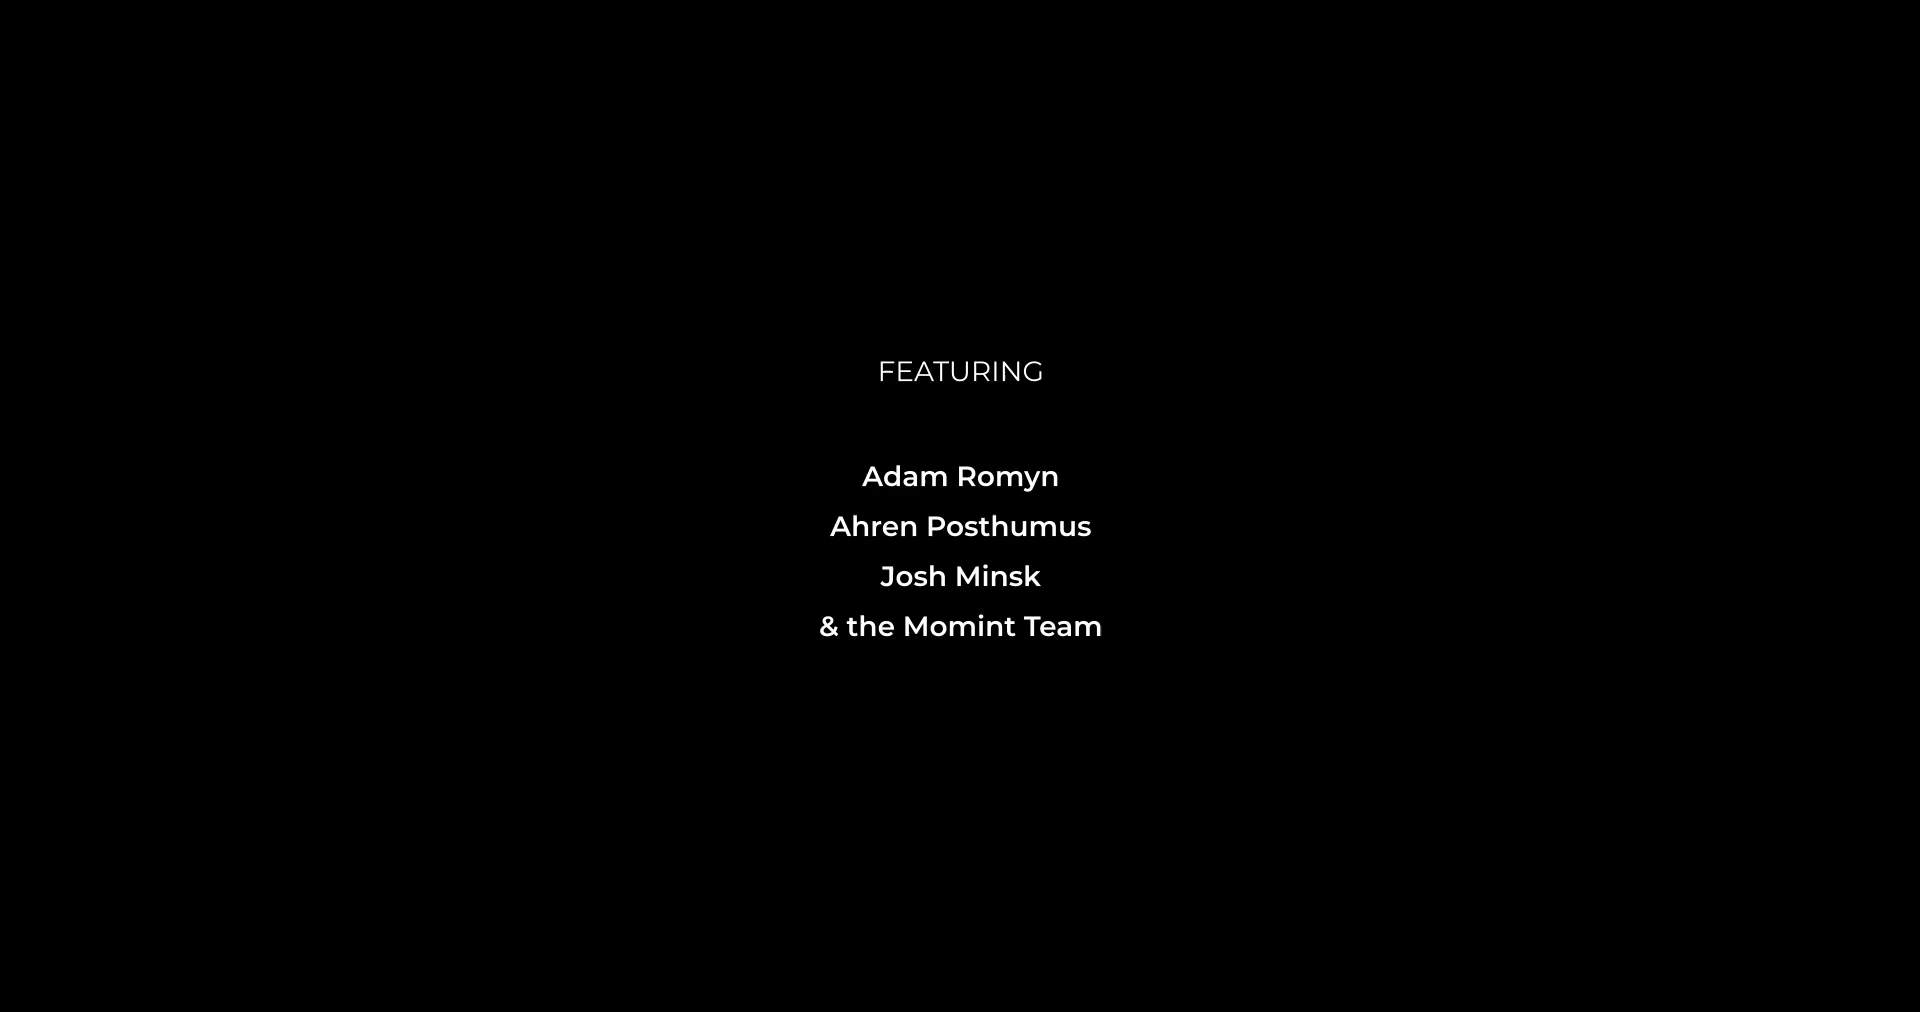 FEATURING
Adam Romyn
Ahren Posthumus
Josh Minsk
& the Momint Team